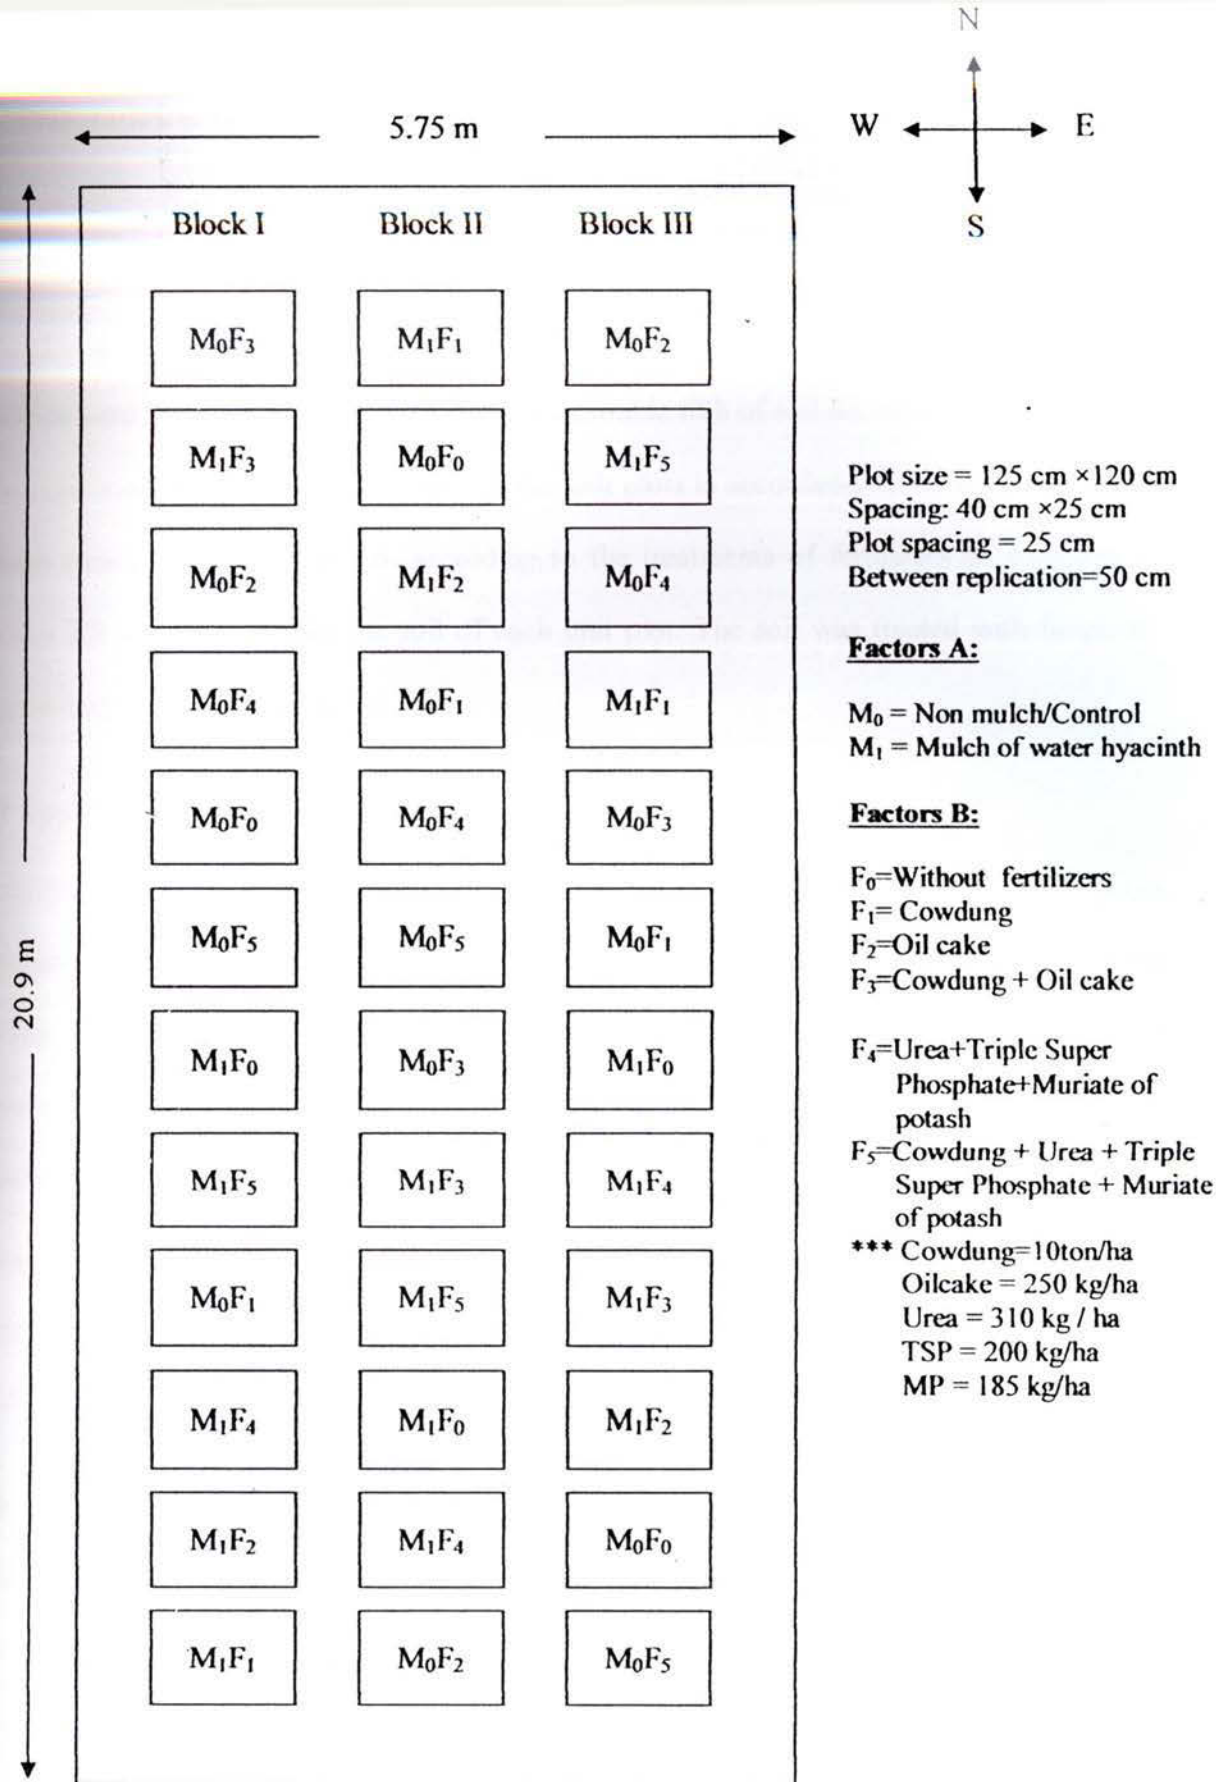 N
5.75 m
W E
S
Block I Block II Block III
M₀F₃ M₁F₁ M₀F₂
M₁F₃ M₀F₀ M₁F₅
M₀F₂ M₁F₂ M₀F₄
M₀F₄ M₀F₁ M₁F₁
M₀F₀ M₀F₄ M₀F₃
M₀F₅ M₀F₅ M₀F₁
M₁F₀ M₀F₃ M₁F₀
M₁F₅ M₁F₃ M₁F₄
M₀F₁ M₁F₅ M₁F₃
M₁F₄ M₁F₀ M₁F₂
M₁F₂ M₁F₄ M₀F₀
M₁F₁ M₀F₂ M₀F₅
20.9 m
Plot size = 125 cm ×120 cm
Spacing: 40 cm ×25 cm
Plot spacing = 25 cm
Between replication=50 cm
Factors A:
M₀ = Non mulch/Control
M₁ = Mulch of water hyacinth
Factors B:
F₀=Without fertilizers
F₁= Cowdung
F₂=Oil cake
F₃=Cowdung + Oil cake
F₄=Urea+Triple Super
Phosphate+Muriate of
potash
F₅=Cowdung + Urea + Triple
Super Phosphate + Muriate
of potash
*** Cowdung=10ton/ha
Oilcake = 250 kg/ha
Urea = 310 kg / ha
TSP = 200 kg/ha
MP = 185 kg/ha